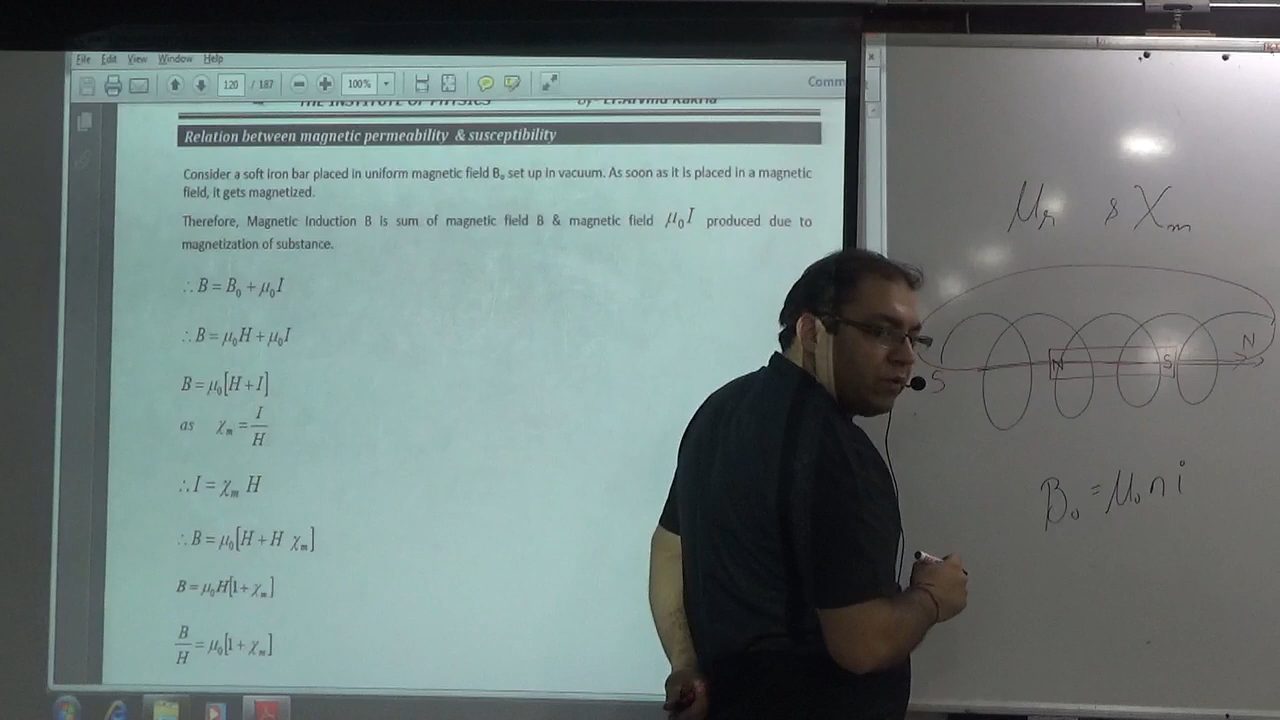 File Edit View Window Help
120 / 187 100% Comm
THE INSTITUTE OF PHYSICS By- Er.Arvind Kakria
Relation between magnetic permeability & susceptibility
Consider a soft iron bar placed in uniform magnetic field B₀ set up in vacuum. As soon as it is placed in a magnetic
field, it gets magnetized.
Therefore, Magnetic Induction B is sum of magnetic field B & magnetic field μ₀I produced due to
magnetization of substance.
∴ B = B₀ + μ₀I
∴ B = μ₀H + μ₀I
B = μ₀[H + I]
as χₘ = I/H
∴ I = χₘ H
∴ B = μ₀[H + H χₘ]
B = μ₀H[1 + χₘ]
B/H = μ₀[1 + χₘ]
μᵣ & χₘ
S N S N
B₀ = μ₀ n i